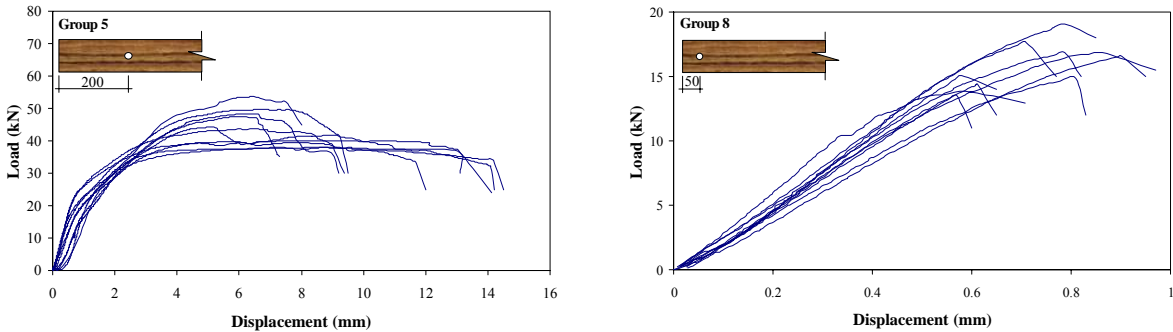 Group 5
200
Load (kN)
80
70
60
50
40
30
20
10
0
0 2 4 6 8 10 12 14 16
Displacement (mm)
Group 8
50
Load (kN)
20
15
10
5
0
0 0.2 0.4 0.6 0.8 1
Displacement (mm)